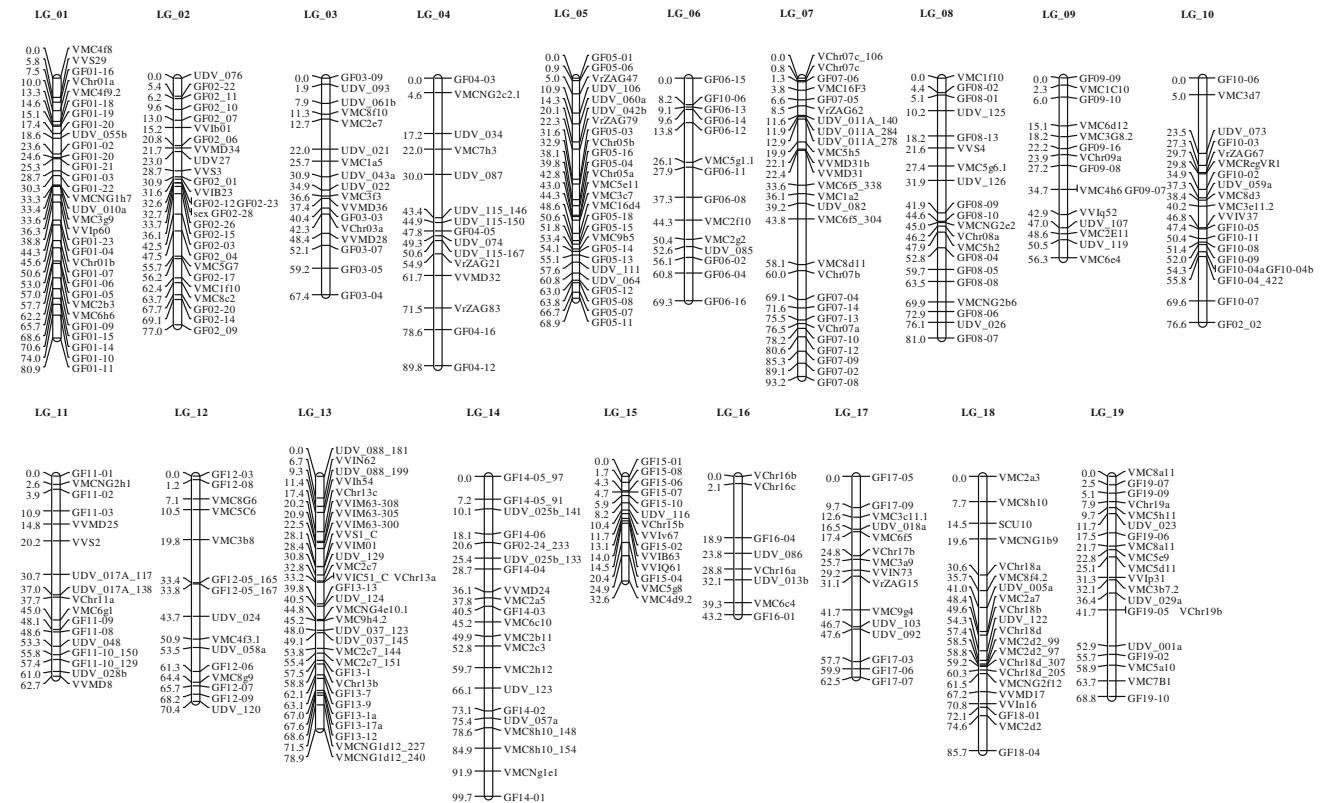 LG_01
0.0 VMC4f8
5.8 VVS29
7.5 GF01-16
10.0 VChr01a
13.3 VMC4f9.2
14.6 GF01-18
15.1 GF01-19
17.4 GF01-20
18.6 UDV_055b
23.6 GF01-02
24.6 GF01-20
25.3 GF01-21
28.7 GF01-03
30.3 GF01-22
33.3 VMCNG1h7
33.4 UDV_010a
33.6 VMC3g9
36.3 VVIp60
38.8 GF01-23
44.3 GF01-04
45.6 VChr01b
50.6 GF01-07
53.0 GF01-06
57.0 GF01-05
57.7 VMC2b3
62.2 VMC6h6
65.7 GF01-09
68.6 GF01-15
70.6 GF01-14
74.0 GF01-10
80.9 GF01-11
LG_02
0.0 UDV_076
5.4 GF02-22
6.2 GF02_11
9.6 GF02_10
13.0 GF02_07
15.2 VVIb01
20.8 GF02_06
21.7 VVMD34
23.0 UDV27
28.7 VVS3
30.9 GF02_01
31.6 VVIB23
32.6 GF02-12 GF02-23
32.7 sex GF02-28
33.7 GF02-26
36.1 GF02-15
42.5 GF02-03
47.5 GF02_04
55.7 VMC5G7
56.2 GF02-17
62.4 VMC1f10
63.7 VMC8c2
67.7 GF02-20
69.1 GF02-14
77.0 GF02_09
LG_03
0.0 GF03-09
1.9 UDV_093
7.9 UDV_061b
11.3 VMC8f10
12.7 VMC2e7
22.0 UDV_021
25.7 VMC1a5
30.9 UDV_043a
34.9 UDV_022
36.6 VMC3f3
37.4 VVMD36
40.4 GF03-03
42.3 VChr03a
48.4 VVMD28
52.1 GF03-07
59.2 GF03-05
67.4 GF03-04
LG_04
0.0 GF04-03
4.6 VMCNG2c2.1
17.2 UDV_034
22.0 VMC7h3
30.0 UDV_087
43.4 UDV_115_146
44.9 UDV_115-150
47.8 GF04-05
49.3 UDV_074
50.6 UDV_115-167
54.9 VrZAG21
61.7 VVMD32
71.5 VrZAG83
78.6 GF04-16
89.8 GF04-12
LG_05
0.0 GF05-01
0.9 GF05-06
5.0 VrZAG47
10.9 UDV_106
14.3 UDV_060a
20.1 UDV_042b
22.3 VrZAG79
31.6 GF05-03
32.9 VChr05b
38.1 GF05-16
39.8 GF05-04
42.8 VChr05a
43.0 VMC5e11
44.3 VMC3c7
48.6 VMC16d4
50.6 GF05-18
51.8 GF05-15
53.4 VMC9b5
54.1 GF05-14
55.1 GF05-13
57.6 UDV_111
60.8 UDV_064
63.0 GF05-12
63.8 GF05-08
66.7 GF05-07
68.9 GF05-11
LG_06
0.0 GF06-15
8.2 GF10-06
9.1 GF06-13
9.6 GF06-14
13.8 GF06-12
26.1 VMC5g1.1
27.9 GF06-11
37.3 GF06-08
44.3 VMC2f10
50.4 VMC2g2
52.6 UDV_085
56.1 GF06-02
60.8 GF06-04
69.3 GF06-16
LG_07
0.0 VChr07c_106
0.8 VChr07c
1.3 GF07-06
3.8 VMC16F3
6.6 GF07-05
8.5 VrZAG62
11.6 UDV_011A_140
11.9 UDV_011A_284
12.9 UDV_011A_278
19.9 VMC5h5
22.1 VVMD31b
22.4 VVMD31
33.6 VMC6f5_338
36.1 VMC1a2
39.2 UDV_082
43.8 VMC6f5_304
58.1 VMC8d11
60.0 VChr07b
69.1 GF07-04
71.6 GF07-14
75.5 GF07-13
76.5 VChr07a
78.2 GF07-10
80.6 GF07-12
85.3 GF07-09
89.1 GF07-02
93.2 GF07-08
LG_08
0.0 VMC1f10
4.4 GF08-02
5.1 GF08-01
10.2 UDV_125
18.2 GF08-13
21.6 VVS4
27.4 VMC5g6.1
31.9 UDV_126
41.9 GF08-09
44.6 GF08-10
45.0 VMCNG2e2
46.2 VChr08a
47.9 VMC5h2
52.8 GF08-04
59.7 GF08-05
63.5 GF08-08
69.9 VMCNG2b6
72.9 GF08-06
76.1 UDV_026
81.0 GF08-07
LG_09
0.0 GF09-09
2.3 VMC1C10
6.0 GF09-10
15.1 VMC6d12
18.2 VMC3G8.2
22.2 GF09-16
23.9 VChr09a
27.2 GF09-08
34.7 VMC4h6 GF09-07
42.9 VVIq52
47.0 UDV_107
48.6 VMC2E11
50.5 UDV_119
56.3 VMC6e4
LG_10
0.0 GF10-06
5.0 VMC3d7
23.5 UDV_073
27.3 GF10-03
29.7 VrZAG67
29.8 VMCRegVR1
34.9 GF10-02
37.3 UDV_059a
38.4 VMC8d3
40.2 VMC3e11.2
46.8 VVIV37
47.4 GF10-05
50.4 GF10-11
51.4 GF10-08
52.0 GF10-09
54.3 GF10-04aGF10-04b
55.8 GF10-04_422
69.6 GF10-07
76.6 GF02_02
LG_11
0.0 GF11-01
2.6 VMCNG2h1
3.9 GF11-02
10.9 GF11-03
14.8 VVMD25
20.2 VVS2
30.7 UDV_017A_117
37.0 UDV_017A_138
37.7 VChr11a
45.0 VMC6g1
48.1 GF11-09
48.6 GF11-08
53.3 UDV_048
55.8 GF11-10_150
57.4 GF11-10_129
61.0 UDV_028b
62.7 VVMD8
LG_12
0.0 GF12-03
1.2 GF12-08
7.1 VMC8G6
10.5 VMC5C6
19.8 VMC3b8
33.4 GF12-05_165
33.8 GF12-05_167
43.7 UDV_024
50.9 VMC4f3.1
53.5 UDV_058a
61.3 GF12-06
64.4 VMC8g9
65.7 GF12-07
68.2 GF12-09
70.4 UDV_120
LG_13
0.0 UDV_088_181
6.7 VVIN62
9.3 UDV_088_199
11.4 VVIh54
17.4 VChr13c
20.2 VVIM63-308
20.9 VVIM63-305
22.5 VVIM63-300
28.1 VVS1_C
28.4 VVIM01
30.8 UDV_129
32.8 VMC2c7
33.2 VVIC51_C VChr13a
39.8 GF13-13
40.5 UDV_124
44.8 VMCNG4e10.1
45.2 VMC9h4.2
48.0 UDV_037_123
49.1 UDV_037_145
53.8 VMC2c7_144
55.4 VMC2c7_151
57.5 GF13-1
58.8 VChr13b
62.1 GF13-7
63.1 GF13-9
67.0 GF13-1a
67.6 GF13-17a
68.6 GF13-12
71.5 VMCNG1d12_227
78.9 VMCNG1d12_240
LG_14
0.0 GF14-05_97
7.2 GF14-05_91
10.1 UDV_025b_141
18.1 GF14-06
20.6 GF02-24_233
25.4 UDV_025b_133
28.7 GF14-04
36.1 VVMD24
37.8 VMC2a5
40.5 GF14-03
45.2 VMC6c10
49.9 VMC2b11
52.8 VMC2c3
59.7 VMC2h12
66.1 UDV_123
73.1 GF14-02
75.4 UDV_057a
78.6 VMC8h10_148
84.9 VMC8h10_154
91.9 VMCNg1e1
99.7 GF14-01
LG_15
0.0 GF15-01
1.7 GF15-08
4.3 GF15-06
4.7 GF15-07
5.9 GF15-10
8.2 UDV_116
10.4 VChr15b
11.7 VVIv67
13.1 GF15-02
14.0 VVIB63
14.5 VVIQ61
20.4 GF15-04
24.9 VMC5g8
32.6 VMC4d9.2
LG_16
0.0 VChr16b
2.1 VChr16c
18.9 GF16-04
23.8 UDV_086
28.8 VChr16a
32.1 UDV_013b
39.3 VMC6c4
43.2 GF16-01
LG_17
0.0 GF17-05
9.7 GF17-09
12.6 VMC3c11.1
16.5 UDV_018a
17.4 VMC6f5
24.8 VChr17b
25.7 VMC3a9
29.2 VVIN73
31.1 VrZAG15
41.7 VMC9g4
46.7 UDV_103
47.6 UDV_092
57.7 GF17-03
59.9 GF17-06
62.5 GF17-07
LG_18
0.0 VMC2a3
7.7 VMC8h10
14.5 SCU10
19.6 VMCNG1b9
30.6 VChr18a
35.7 VMC8f4.2
41.0 UDV_005a
48.4 VMC2a7
49.6 VChr18b
54.3 UDV_122
57.4 VChr18d
58.5 VMC2d2_99
58.8 VMC2d2_97
59.2 VChr18d_307
60.3 VChr18d_205
61.5 VMCNG2f12
67.2 VVMD17
70.8 VVIn16
72.1 GF18-01
74.6 VMC2d2
85.7 GF18-04
LG_19
0.0 VMC8a11
2.5 GF19-07
5.1 GF19-09
7.9 VChr19a
9.7 VMC5h11
11.7 UDV_023
17.5 GF19-06
21.7 VMC8a11
22.8 VMC5e9
25.1 VMC5d11
31.3 VVIp31
32.1 VMC3b7.2
36.4 UDV_029a
41.7 GF19-05 VChr19b
52.9 UDV_001a
55.7 GF19-02
58.9 VMC5a10
63.7 VMC7B1
68.8 GF19-10